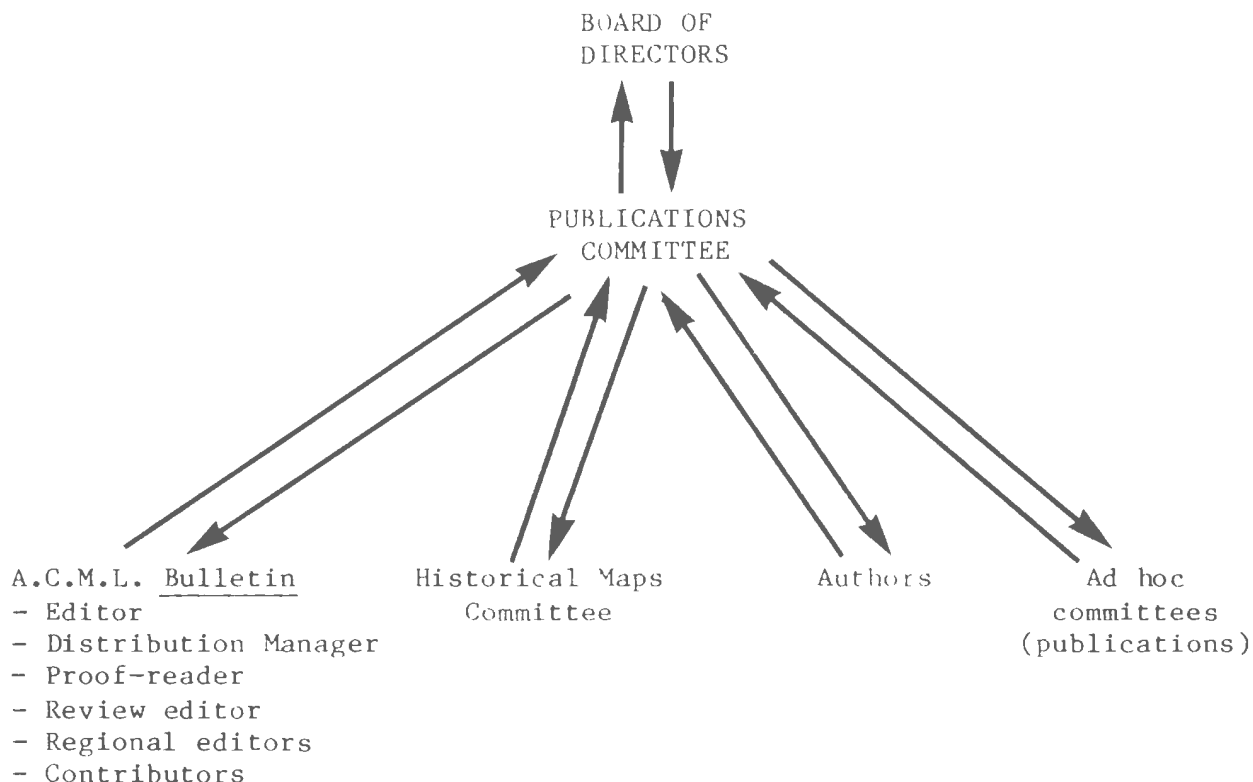 BOARD OF
DIRECTORS
PUBLICATIONS
COMMITTEE
A.C.M.L. Bulletin
- Editor
- Distribution Manager
- Proof-reader
- Review editor
- Regional editors
- Contributors
Historical Maps
Committee
Authors
Ad hoc
committees
(publications)